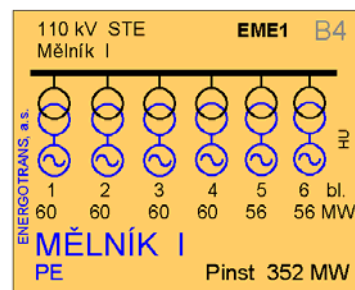 110 kV STE EME1 B4
Mělník I
ENERGOTRANS, a.s.
HU
1 2 3 4 5 6 bl.
60 60 60 60 56 56 MW
MĚLNÍK I
PE Pinst 352 MW